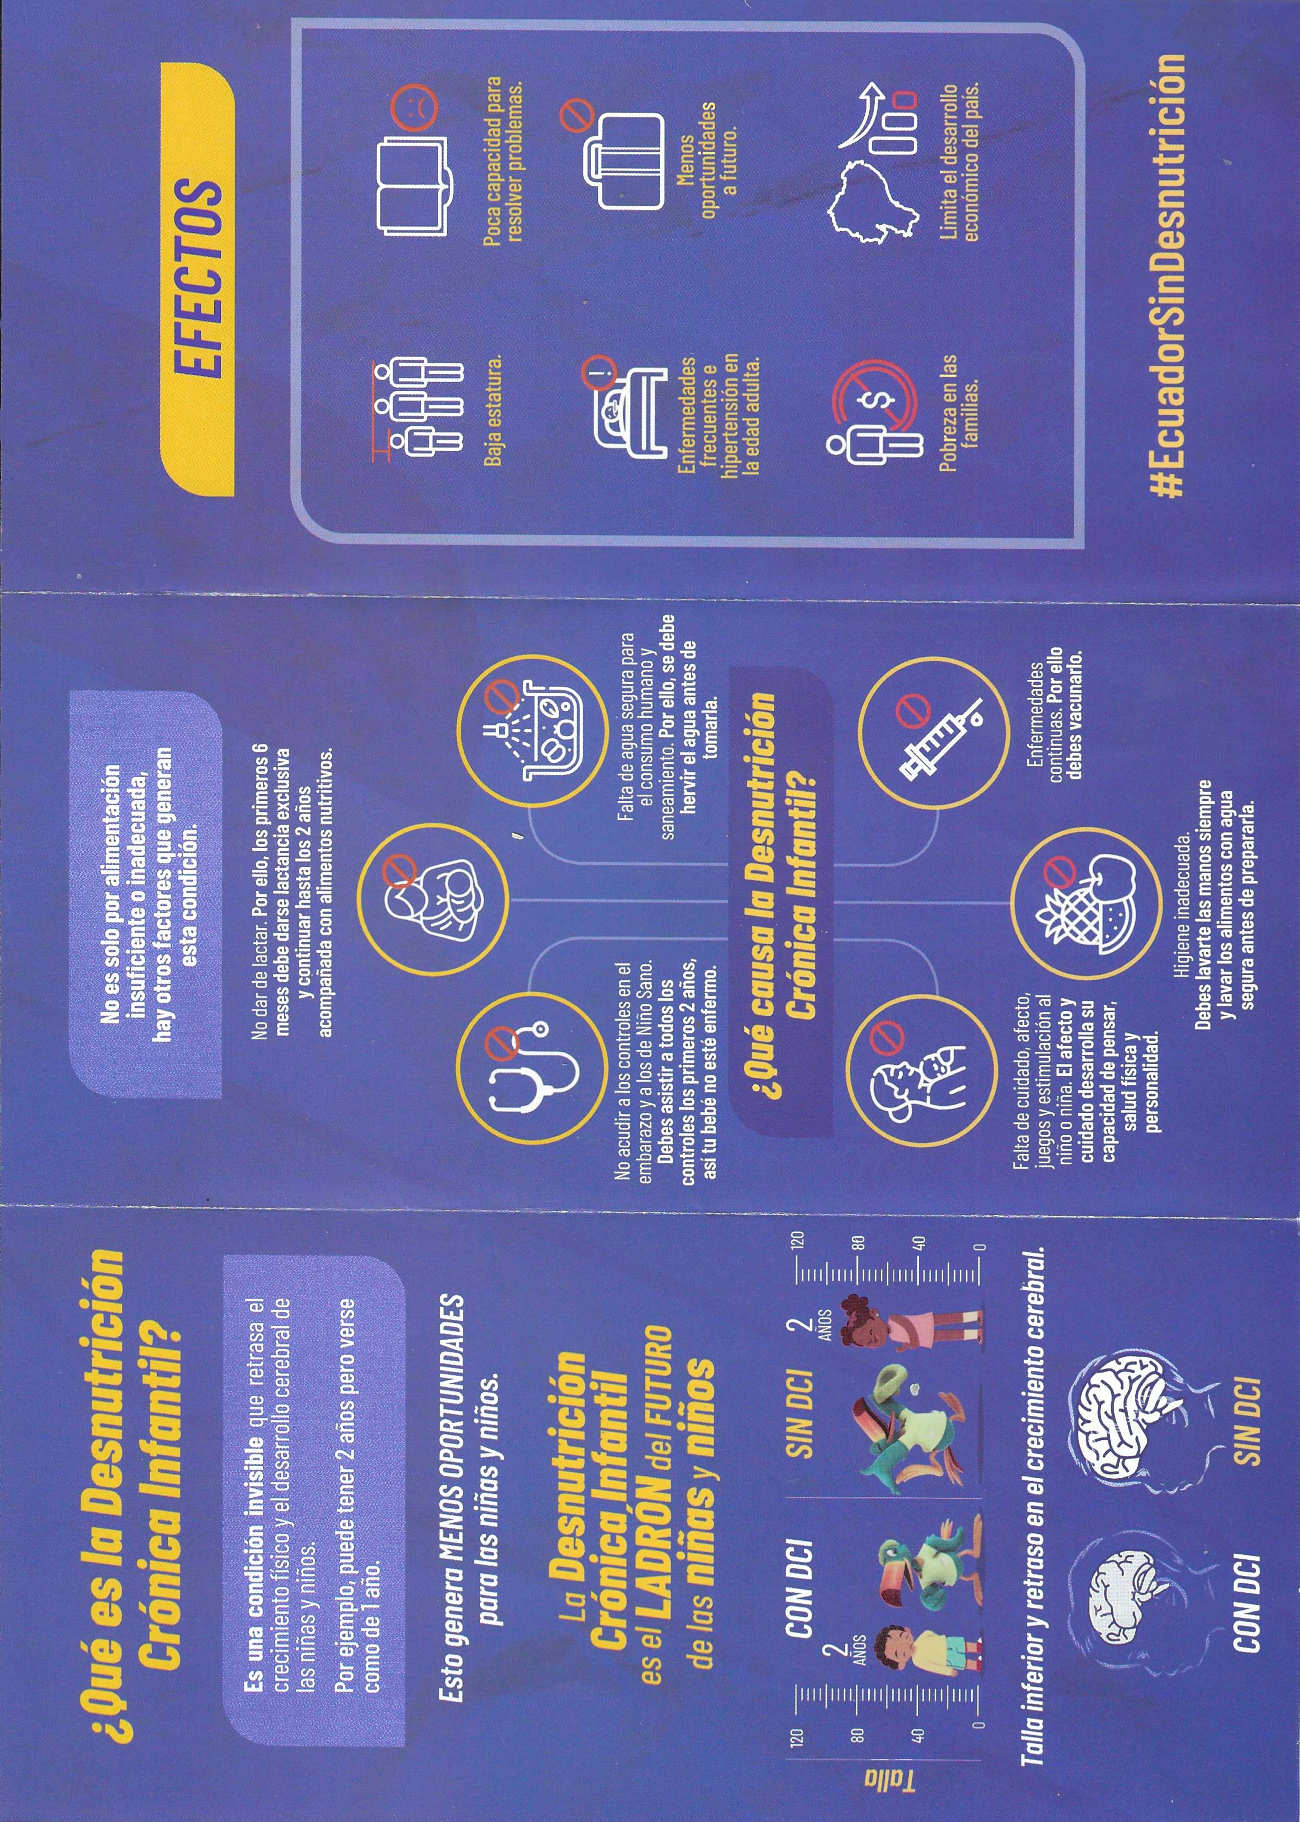 ¿Qué es la Desnutrición
Crónica Infantil?
Es una condición invisible que retrasa el
crecimiento físico y el desarrollo cerebral de
las niñas y niños.
Por ejemplo, puede tener 2 años pero verse
como de 1 año.
Esto genera MENOS OPORTUNIDADES
para las niñas y niños.
La Desnutrición
Crónica Infantil
es el LADRÓN del FUTURO
de las niñas y niños
Talla
120
80
40
0
CON DCI
2
AÑOS
SIN DCI
2
AÑOS
120
80
40
0
Talla inferior y retraso en el crecimiento cerebral.
CON DCI
SIN DCI
No es solo por alimentación
insuficiente o inadecuada,
hay otros factores que generan
esta condición.
No dar de lactar. Por ello, los primeros 6
meses debe darse lactancia exclusiva
y continuar hasta los 2 años
acompañada con alimentos nutritivos.
No acudir a los controles en el
embarazo y a los de Niño Sano.
Debes asistir a todos los
controles los primeros 2 años,
así tu bebé no esté enfermo.
Falta de agua segura para
el consumo humano y
saneamiento. Por ello, se debe
hervir el agua antes de
tomarla.
¿Qué causa la Desnutrición
Crónica Infantil?
Falta de cuidado, afecto,
juegos y estimulación al
niño o niña. El afecto y
cuidado desarrolla su
capacidad de pensar,
salud física y
personalidad.
Enfermedades
continuas. Por ello
debes vacunarlo.
Higiene inadecuada.
Debes lavarte las manos siempre
y lavar los alimentos con agua
segura antes de prepararla.
EFECTOS
Baja estatura.
Poca capacidad para
resolver problemas.
Enfermedades
frecuentes e
hipertensión en
la edad adulta.
Menos
oportunidades
a futuro.
$
Pobreza en las
familias.
Limita el desarrollo
económico del país.
#EcuadorSinDesnutrición